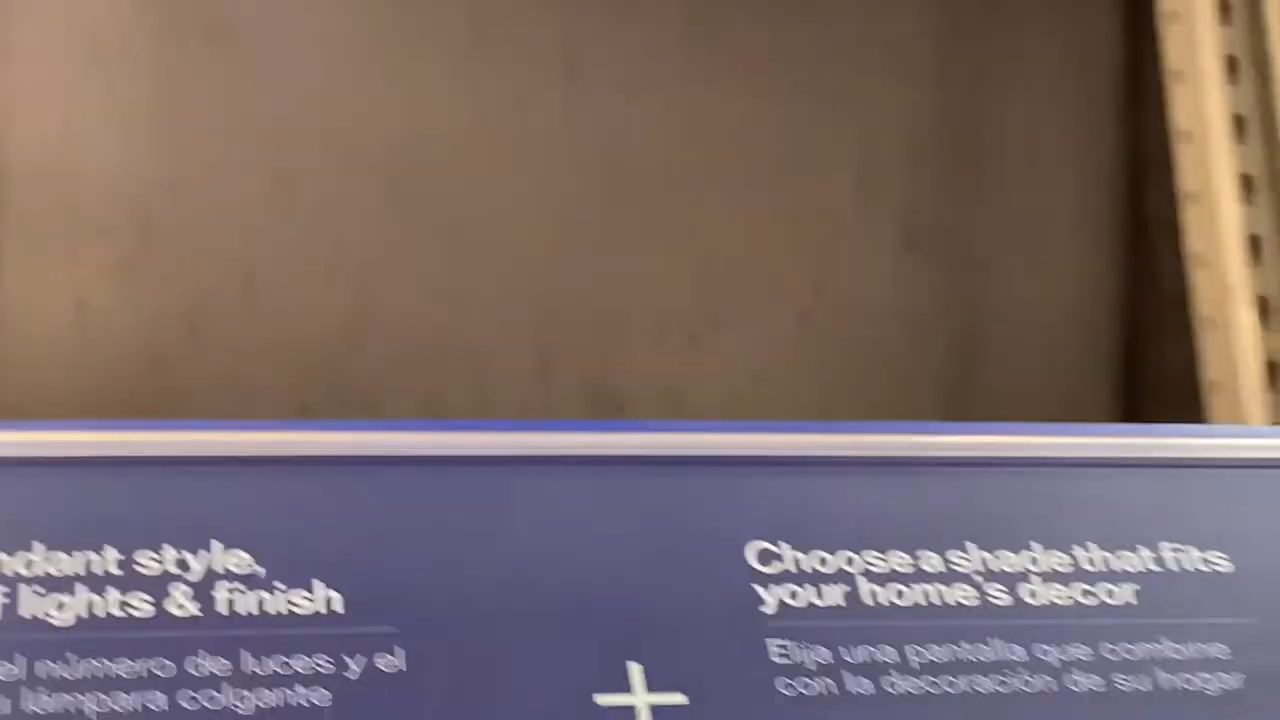 style,
lights & finish
el número de luces y el
lámpara colgante
+
Choose a shade that fits
your home's decor
Elija una pantalla que combine
con la decoración de su hogar